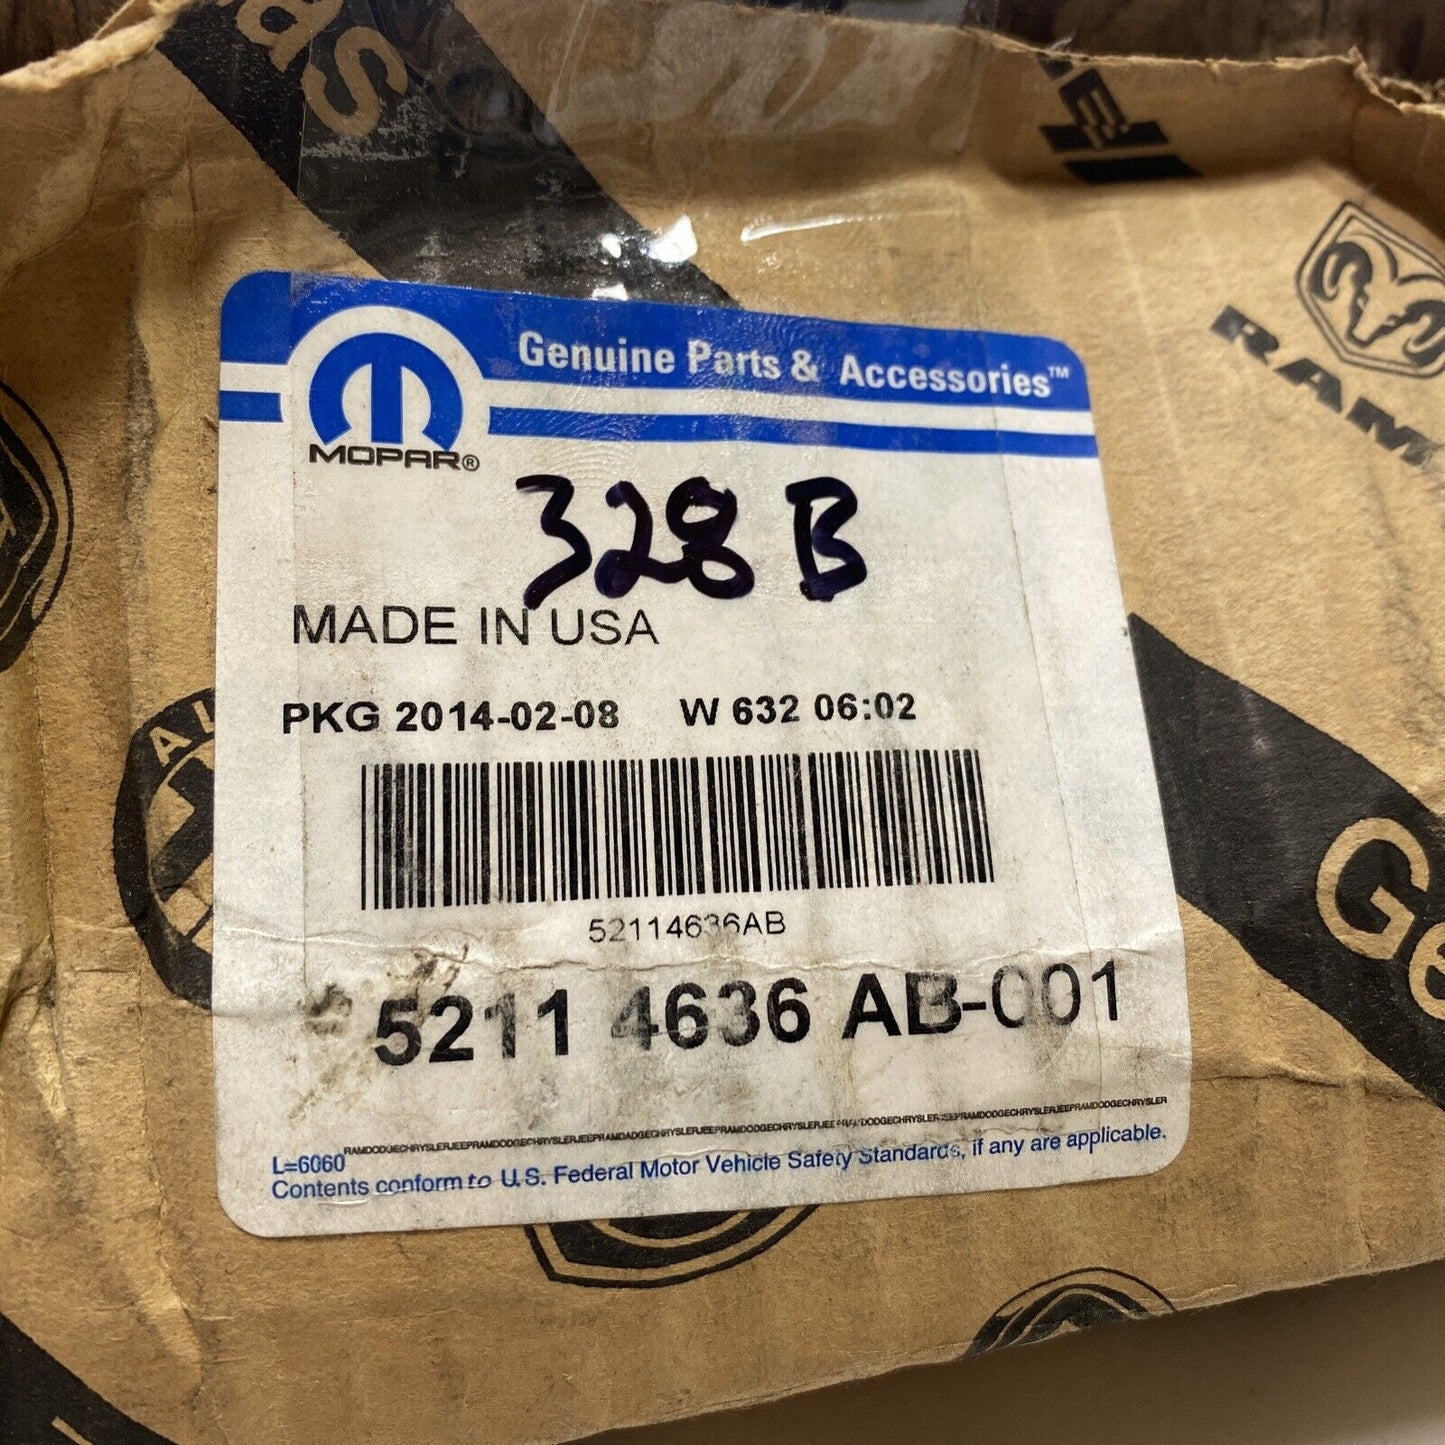 RAM
Genuine Parts & Accessories™
MOPAR®
328 B
MADE IN USA
PKG 2014-02-08 W 632 06:02
52114636AB
5211 4636 AB-001
L=6060
Contents conform to U.S. Federal Motor Vehicle Safety Standards, if any are applicable.
Ge